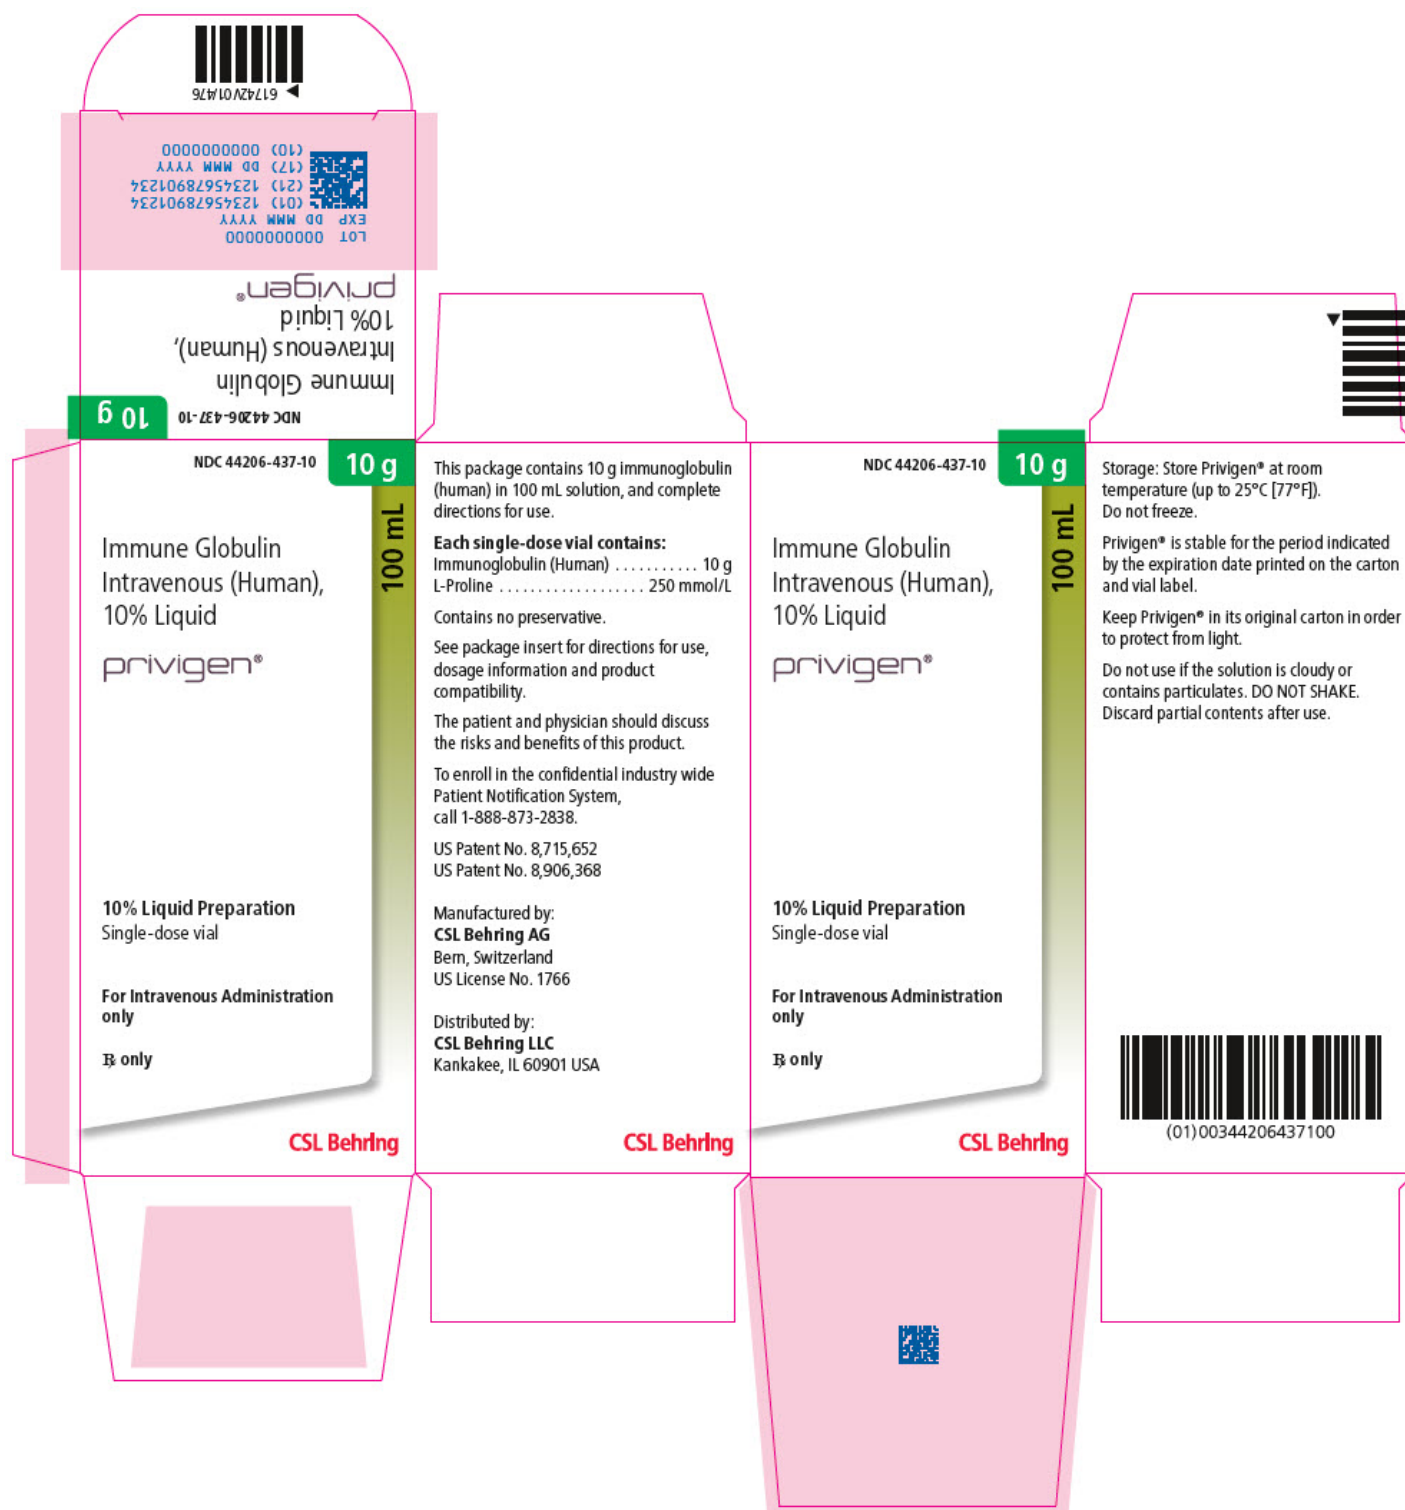 61742V01/476
(10) 0000000000
(17) DD MMM YYYY
(21) 12345678901234
(01) 12345678901234
EXP DD MMM YYYY
LOT 0000000000
privigen®
10% Liquid
Intravenous (Human),
Immune Globulin
NDC 44206-437-10
10 g
NDC 44206-437-10
10 g
100 mL
Immune Globulin
Intravenous (Human),
10% Liquid
privigen®
10% Liquid Preparation
Single-dose vial
For Intravenous Administration
only
℞ only
CSL Behring
This package contains 10 g immunoglobulin
(human) in 100 mL solution, and complete
directions for use.
Each single-dose vial contains:
Immunoglobulin (Human) . . . . . . . . . . . 10 g
L-Proline . . . . . . . . . . . . . . . . . . . 250 mmol/L
Contains no preservative.
See package insert for directions for use,
dosage information and product
compatibility.
The patient and physician should discuss
the risks and benefits of this product.
To enroll in the confidential industry wide
Patient Notification System,
call 1-888-873-2838.
US Patent No. 8,715,652
US Patent No. 8,906,368
Manufactured by:
CSL Behring AG
Bern, Switzerland
US License No. 1766
Distributed by:
CSL Behring LLC
Kankakee, IL 60901 USA
CSL Behring
NDC 44206-437-10
10 g
100 mL
Immune Globulin
Intravenous (Human),
10% Liquid
privigen®
10% Liquid Preparation
Single-dose vial
For Intravenous Administration
only
℞ only
CSL Behring
Storage: Store Privigen® at room
temperature (up to 25°C [77°F]).
Do not freeze.
Privigen® is stable for the period indicated
by the expiration date printed on the carton
and vial label.
Keep Privigen® in its original carton in order
to protect from light.
Do not use if the solution is cloudy or
contains particulates. DO NOT SHAKE.
Discard partial contents after use.
(01)00344206437100